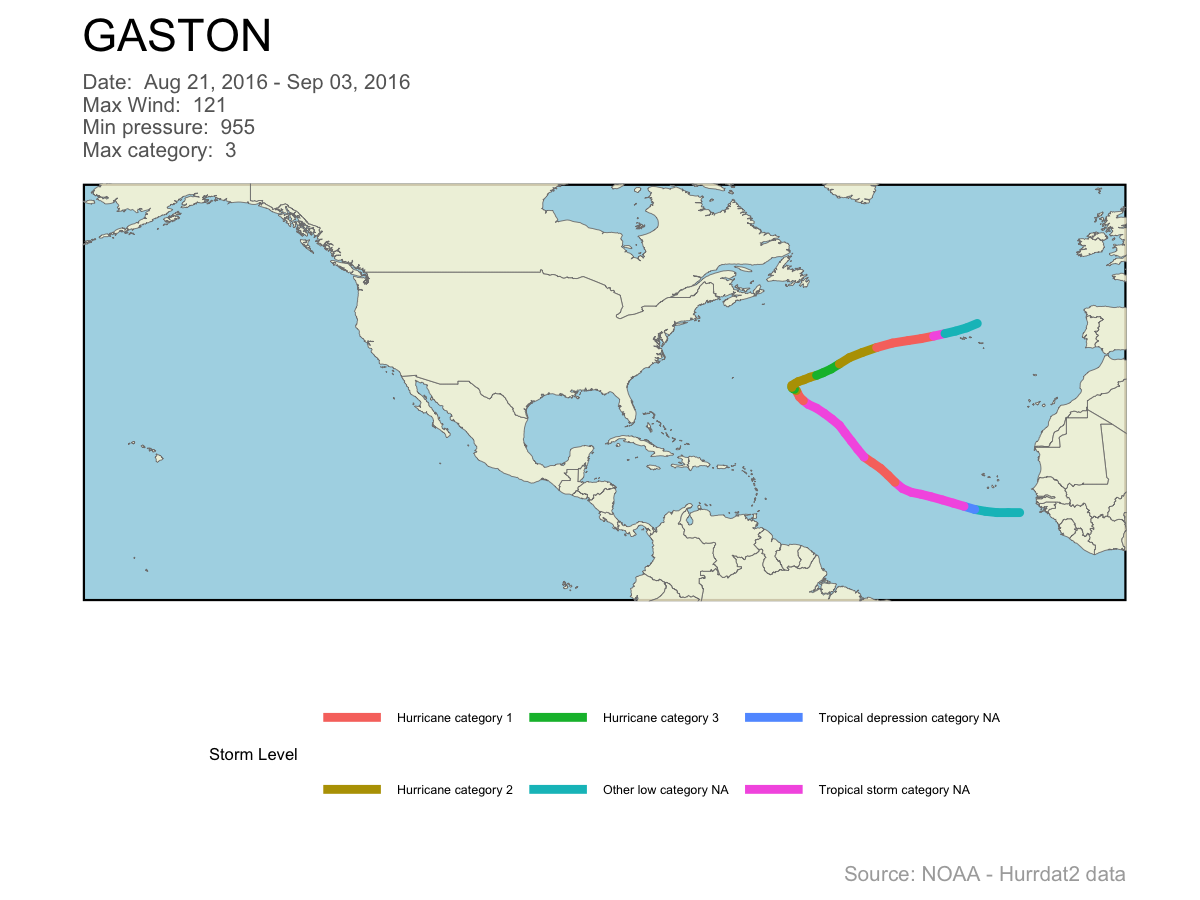 GASTON
Date:  Aug 21, 2016 - Sep 03, 2016
Max Wind:  121
Min pressure:  955
Max category:  3
Hurricane category 1
Hurricane category 3
Tropical depression category NA
Storm Level
Hurricane category 2
Other low category NA
Tropical storm category NA
Source: NOAA - Hurrdat2 data